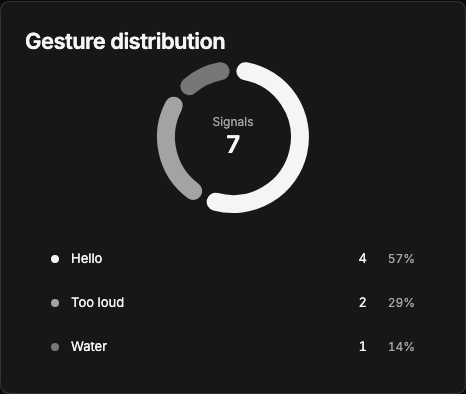 Gesture distribution
Signals
7
Hello 4 57%
Too loud 2 29%
Water 1 14%